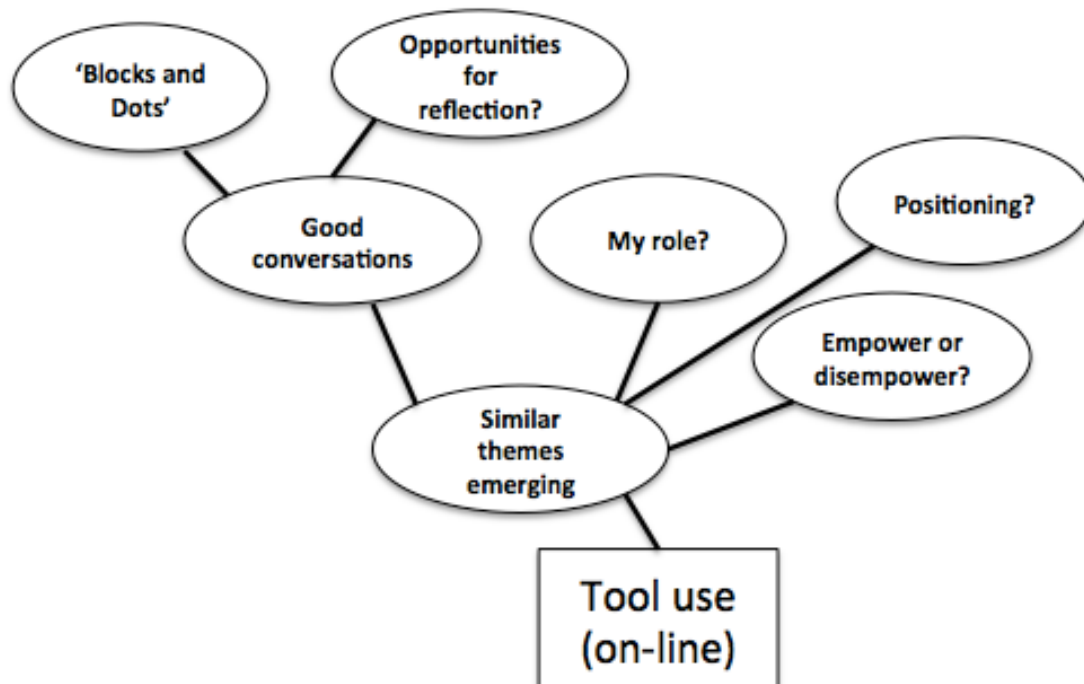 ‘Blocks and
Dots’
Opportunities
for
reflection?
Good
conversations
My role?
Positioning?
Empower or
disempower?
Similar
themes
emerging
Tool use
(on-line)